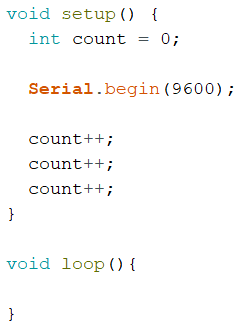 void setup() {
  int count = 0;

  Serial.begin(9600);

  count++;
  count++;
  count++;
}

void loop(){

}